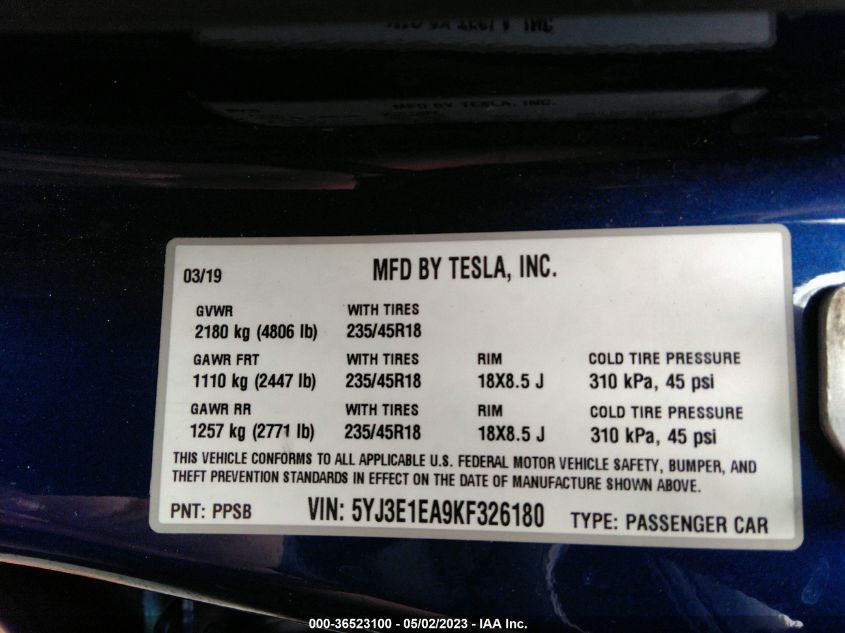 MFD BY TESLA, INC.
03/19 MFD BY TESLA, INC.
GVWR WITH TIRES
2180 kg (4806 lb) 235/45R18
GAWR FRT WITH TIRES RIM COLD TIRE PRESSURE
1110 kg (2447 lb) 235/45R18 18X8.5 J 310 kPa, 45 psi
GAWR RR WITH TIRES RIM COLD TIRE PRESSURE
1257 kg (2771 lb) 235/45R18 18X8.5 J 310 kPa, 45 psi
THIS VEHICLE CONFORMS TO ALL APPLICABLE U.S. FEDERAL MOTOR VEHICLE SAFETY, BUMPER, AND
THEFT PREVENTION STANDARDS IN EFFECT ON THE DATE OF MANUFACTURE SHOWN ABOVE.
PNT: PPSB VIN: 5YJ3E1EA9KF326180 TYPE: PASSENGER CAR
000-36523100 - 05/02/2023 - IAA Inc.